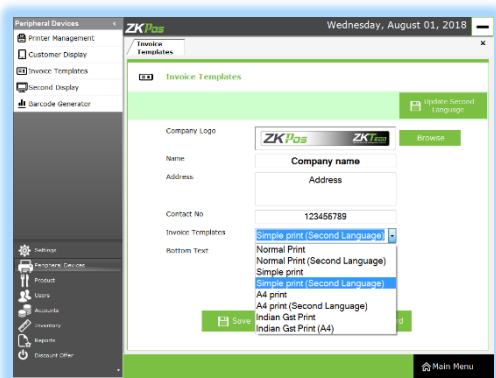 Peripheral Devices
Printer Management
Customer Display
Invoice Templates
Second Display
Barcode Generator
Settings
Peripheral Devices
Product
Users
Accounts
Inventory
Reports
Discount Offer
ZKPos
Wednesday, August 01, 2018
Invoice
Templates
x
Invoice Templates
Update Second
Language
Company Logo
ZKPos
ZKTeco
Browse
Name
Company name
Address
Address
Contact No
123456789
Invoice Templates
Simple print (Second Language)
Bottom Text
Normal Print
Normal Print (Second Language)
Simple print
Simple print (Second Language)
A4 print
A4 print (Second Language)
Indian Gst Print
Indian Gst Print (A4)
Save
Main Menu